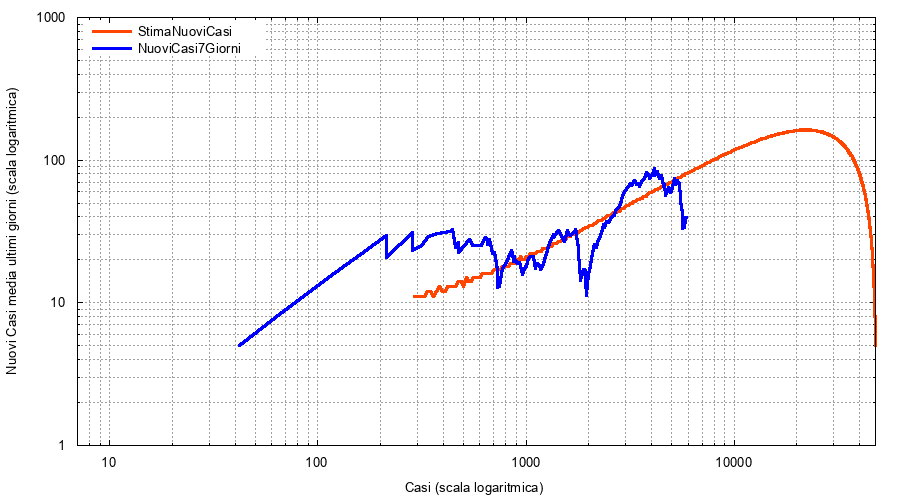 1000
StimaNuoviCasi
NuoviCasi7Giorni
100
10
1
Nuovi Casi media ultimi giorni (scala logaritmica)
10
100
1000
10000
Casi (scala logaritmica)